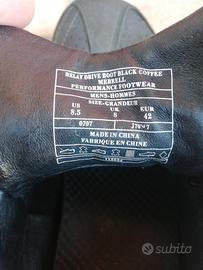 RELAY DRIVE BOOT BLACK COFFEE
MERRELL
PERFORMANCE FOOTWEAR
MENS-HOMMES
SIZE-GRANDEUR
US UK EUR
8.5 8 42
0707
MADE IN CHINA
FABRIQUE EN CHINE
subito